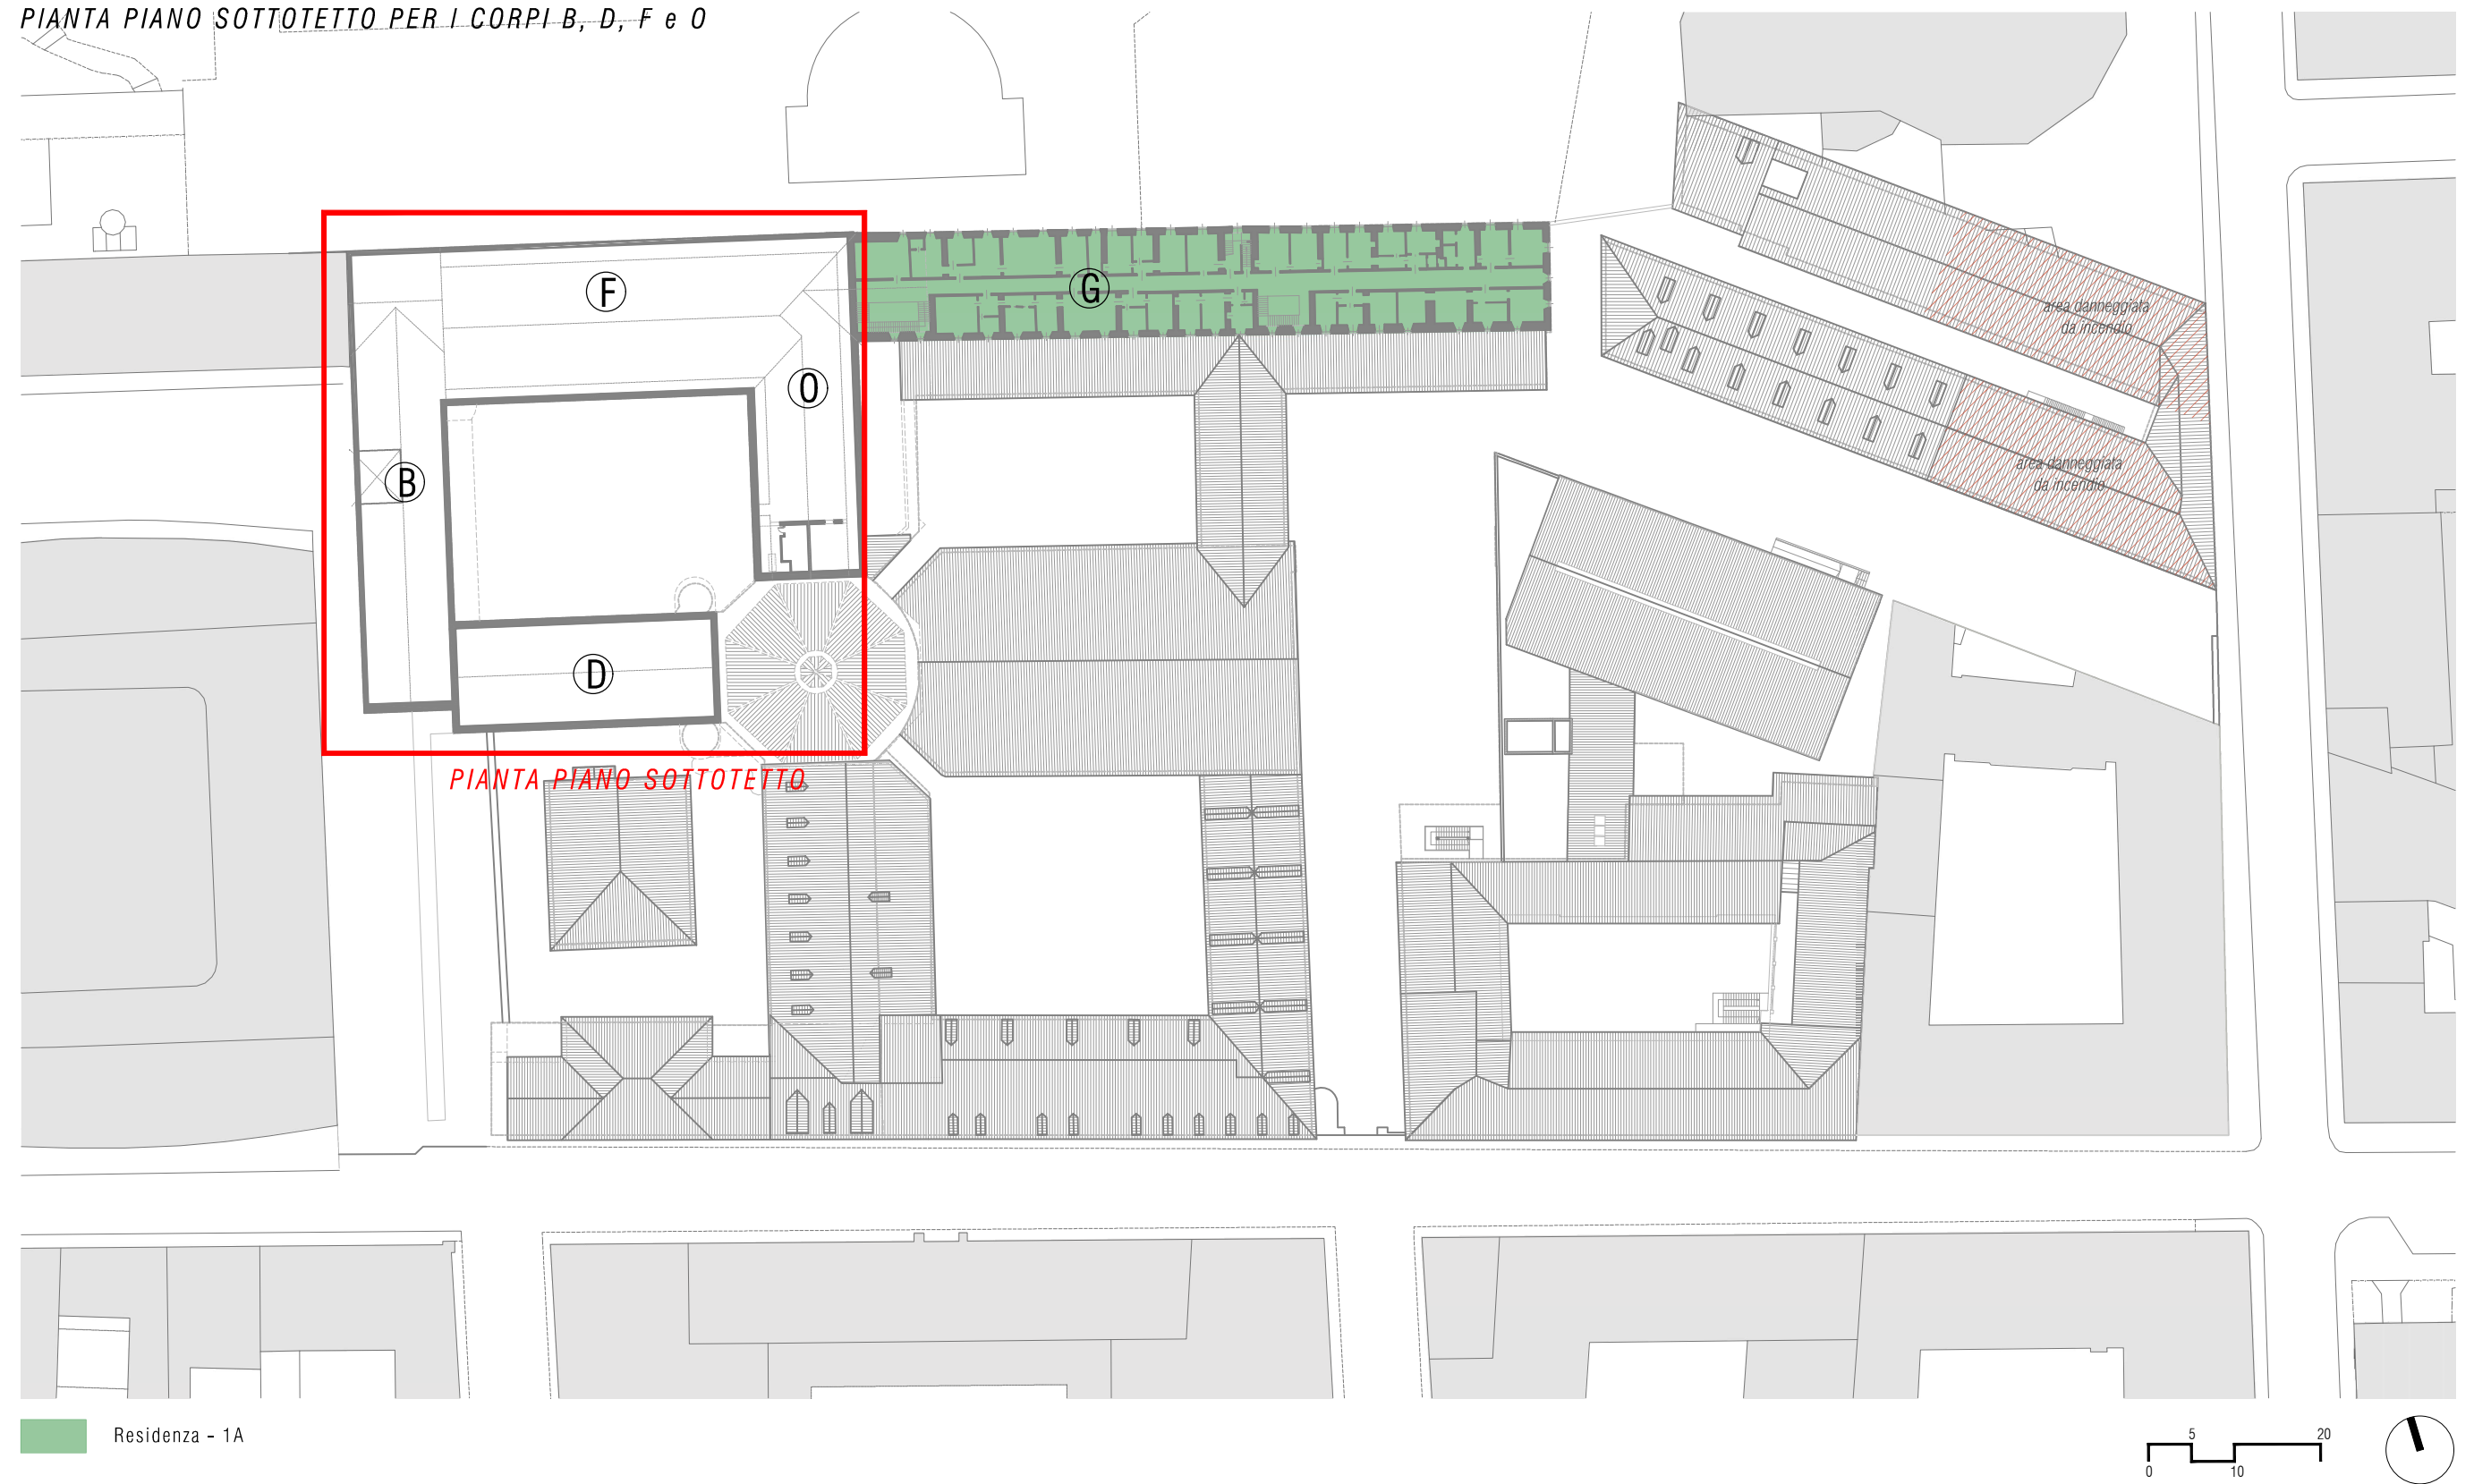 PIANTA PIANO SOTTOTETTO PER I CORPI B, D, F e O
F
G
area danneggiata
da incendio
O
B
area danneggiata
da incendio
D
PIANTA PIANO SOTTOTETTO
Residenza - 1A
5 20
0 10